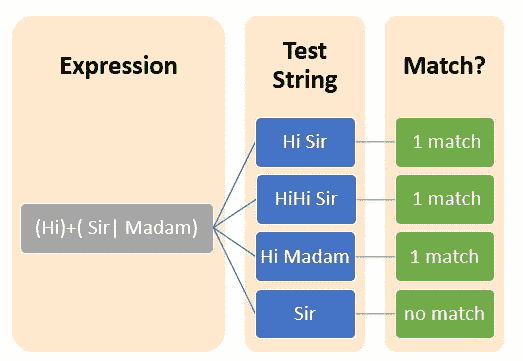 Expression
Test
String
Match?
(Hi)+( Sir| Madam)
Hi Sir
1 match
HiHi Sir
1 match
Hi Madam
1 match
Sir
no match